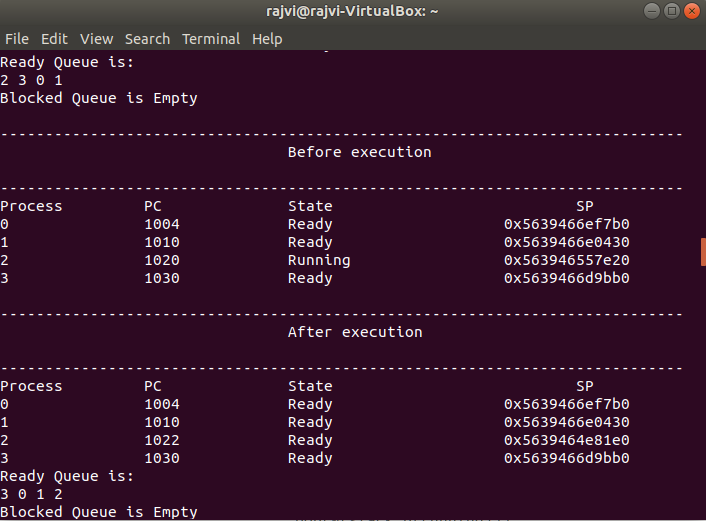 rajvi@rajvi-VirtualBox: ~
File Edit View Search Terminal Help
Ready Queue is:
2 3 0 1
Blocked Queue is Empty
----------------------------------------------------------------------------
Before execution
----------------------------------------------------------------------------
Process PC State SP
0 1004 Ready 0x5639466ef7b0
1 1010 Ready 0x5639466e0430
2 1020 Running 0x563946557e20
3 1030 Ready 0x5639466d9bb0
----------------------------------------------------------------------------
After execution
----------------------------------------------------------------------------
Process PC State SP
0 1004 Ready 0x5639466ef7b0
1 1010 Ready 0x5639466e0430
2 1022 Ready 0x5639464e81e0
3 1030 Ready 0x5639466d9bb0
Ready Queue is:
3 0 1 2
Blocked Queue is Empty